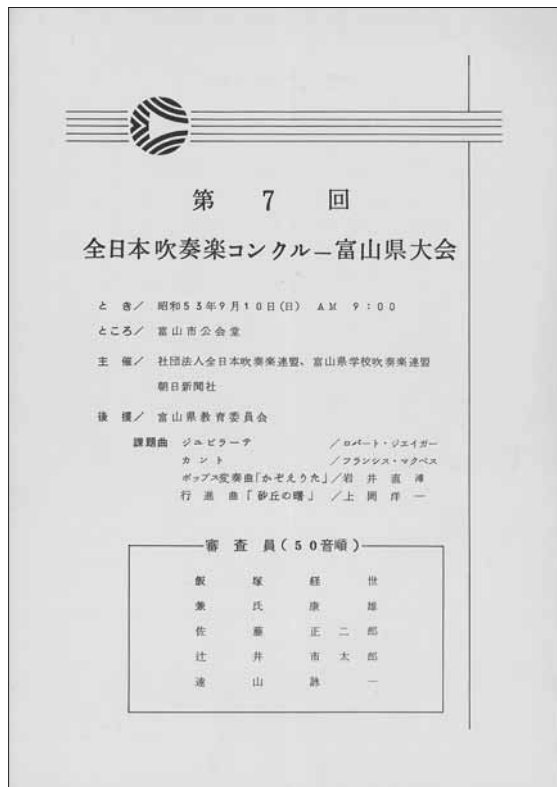 第 7 回
全日本吹奏楽コンクルー富山県大会
と き／ 昭和53年9月10日(日) AM 9:00
ところ／ 富山市公会堂
主 催／ 社団法人全日本吹奏楽連盟、富山県学校吹奏楽連盟
朝日新聞社
後 援／ 富山県教育委員会
課題曲 ジュビラーテ ／ロバート・ジェイガー
カント ／フランシス・マクベス
ポップス変奏曲「かぞえうた」／岩井直溥
行進曲「砂丘の曙」／上岡洋一
審査員(50音順)
飯塚経世
兼氏康雄
佐藤正二郎
辻井市太郎
遠山詠一